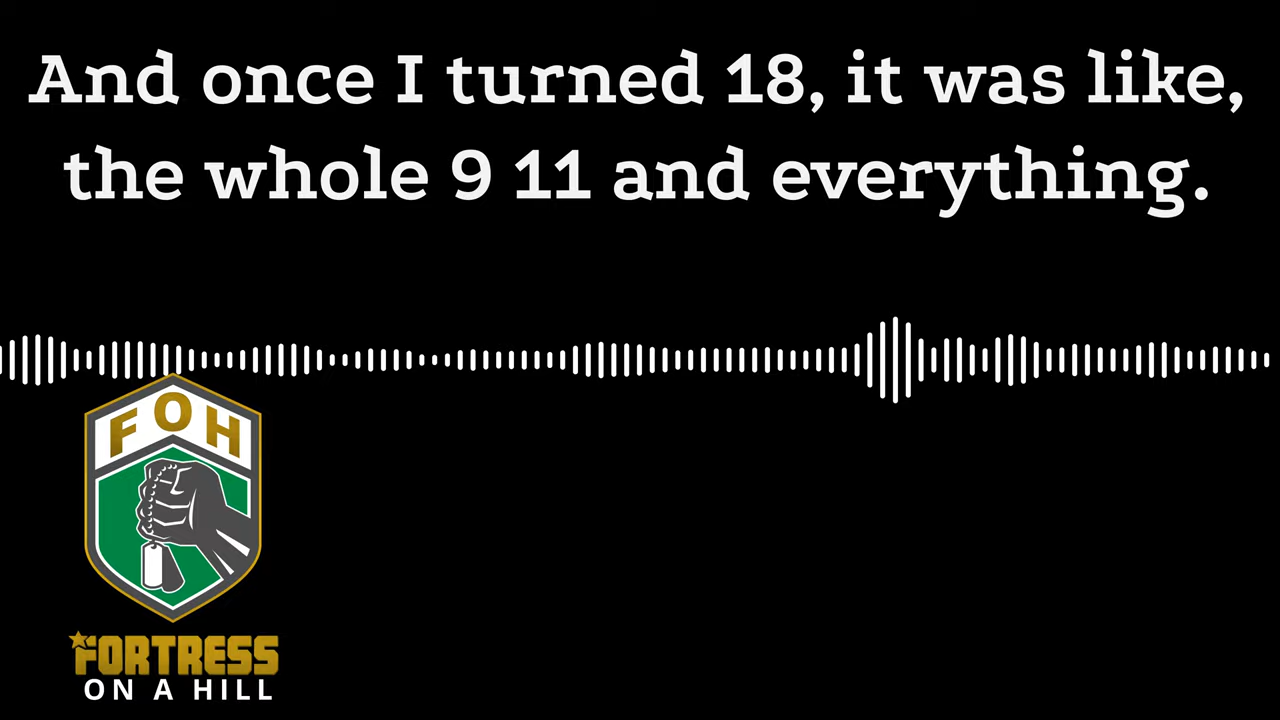 And once I turned 18, it was like,
the whole 9 11 and everything.
FOH
FORTRESS
ON A HILL